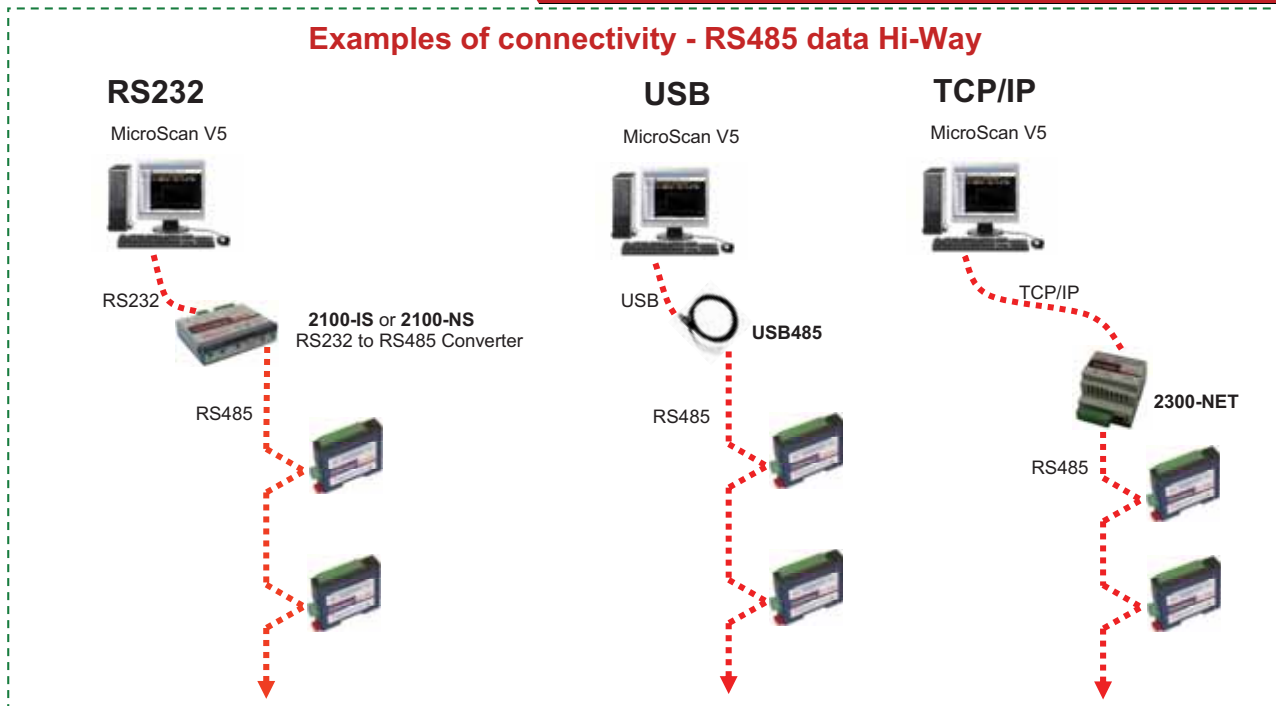 Examples of connectivity - RS485 data Hi-Way
RS232
MicroScan V5
RS232
2100-IS or 2100-NS
RS232 to RS485 Converter
RS485
USB
MicroScan V5
USB
USB485
RS485
TCP/IP
MicroScan V5
TCP/IP
2300-NET
RS485